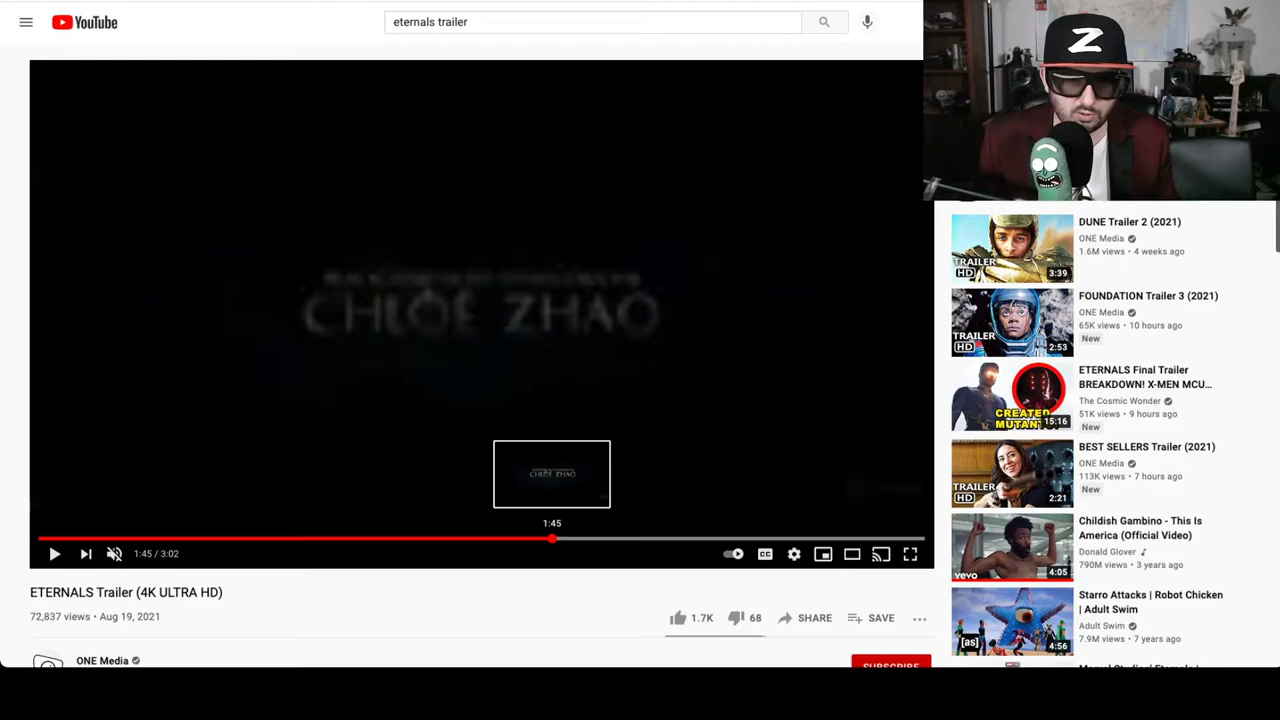 YouTube
eternals trailer
Z
CHLOÉ ZHAO
CHLOÉ ZHAO
1:45
1:45 / 3:02
CC
ETERNALS Trailer (4K ULTRA HD)
72,837 views • Aug 19, 2021
1.7K
68
SHARE
SAVE
ONE Media
SUBSCRIBE
TRAILER
HD
3:39
DUNE Trailer 2 (2021)
ONE Media
1.6M views • 4 weeks ago
TRAILER
HD
2:53
FOUNDATION Trailer 3 (2021)
ONE Media
65K views • 10 hours ago
New
CREATED
MUTANTS?
15:16
ETERNALS Final Trailer
BREAKDOWN! X-MEN MCU...
The Cosmic Wonder
51K views • 9 hours ago
New
TRAILER
HD
2:21
BEST SELLERS Trailer (2021)
ONE Media
113K views • 7 hours ago
New
vevo
4:05
Childish Gambino - This Is
America (Official Video)
Donald Glover
790M views • 3 years ago
[as]
4:56
Starro Attacks | Robot Chicken
| Adult Swim
Adult Swim
7.9M views • 7 years ago